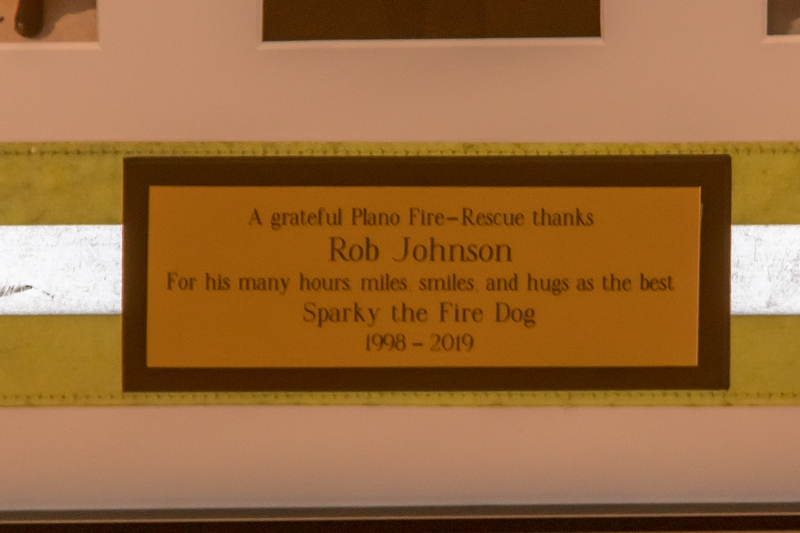 A grateful Plano Fire-Rescue thanks
Rob Johnson
For his many hours, miles, smiles, and hugs as the best
Sparky the Fire Dog
1998 - 2019